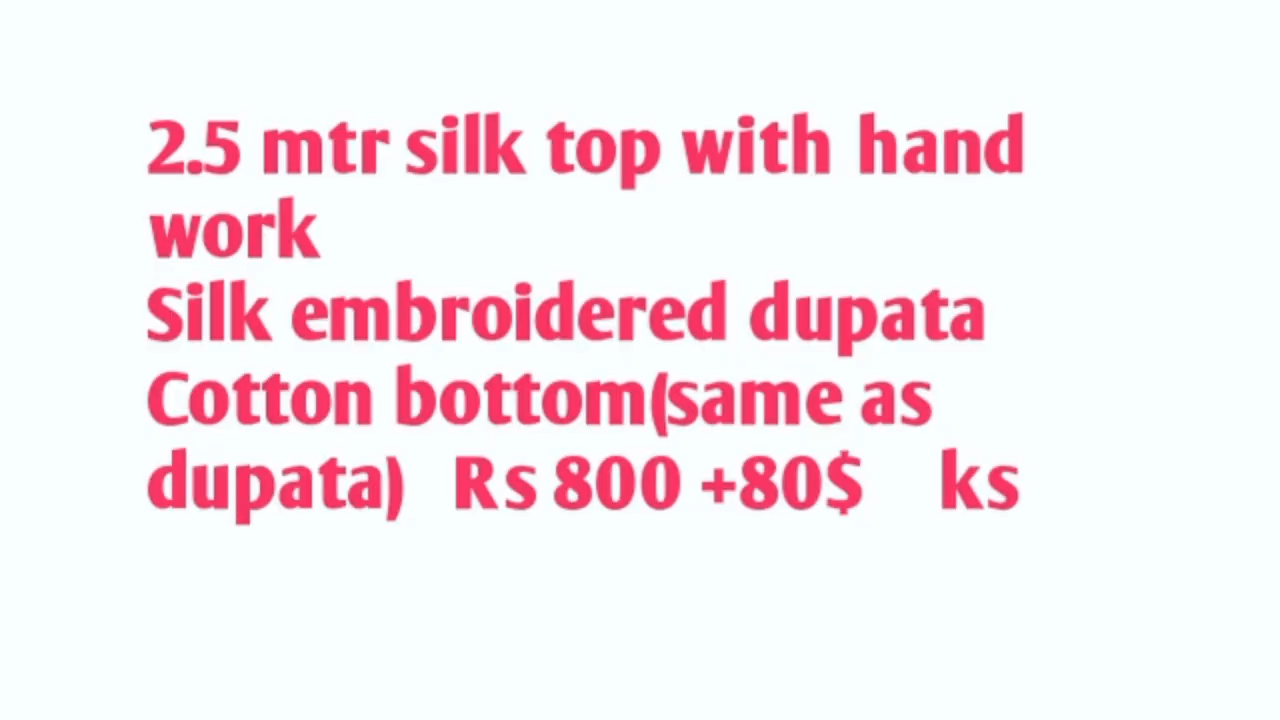 2.5 mtr silk top with hand
work
Silk embroidered dupata
Cotton bottom(same as
dupata) Rs 800 +80$ ks